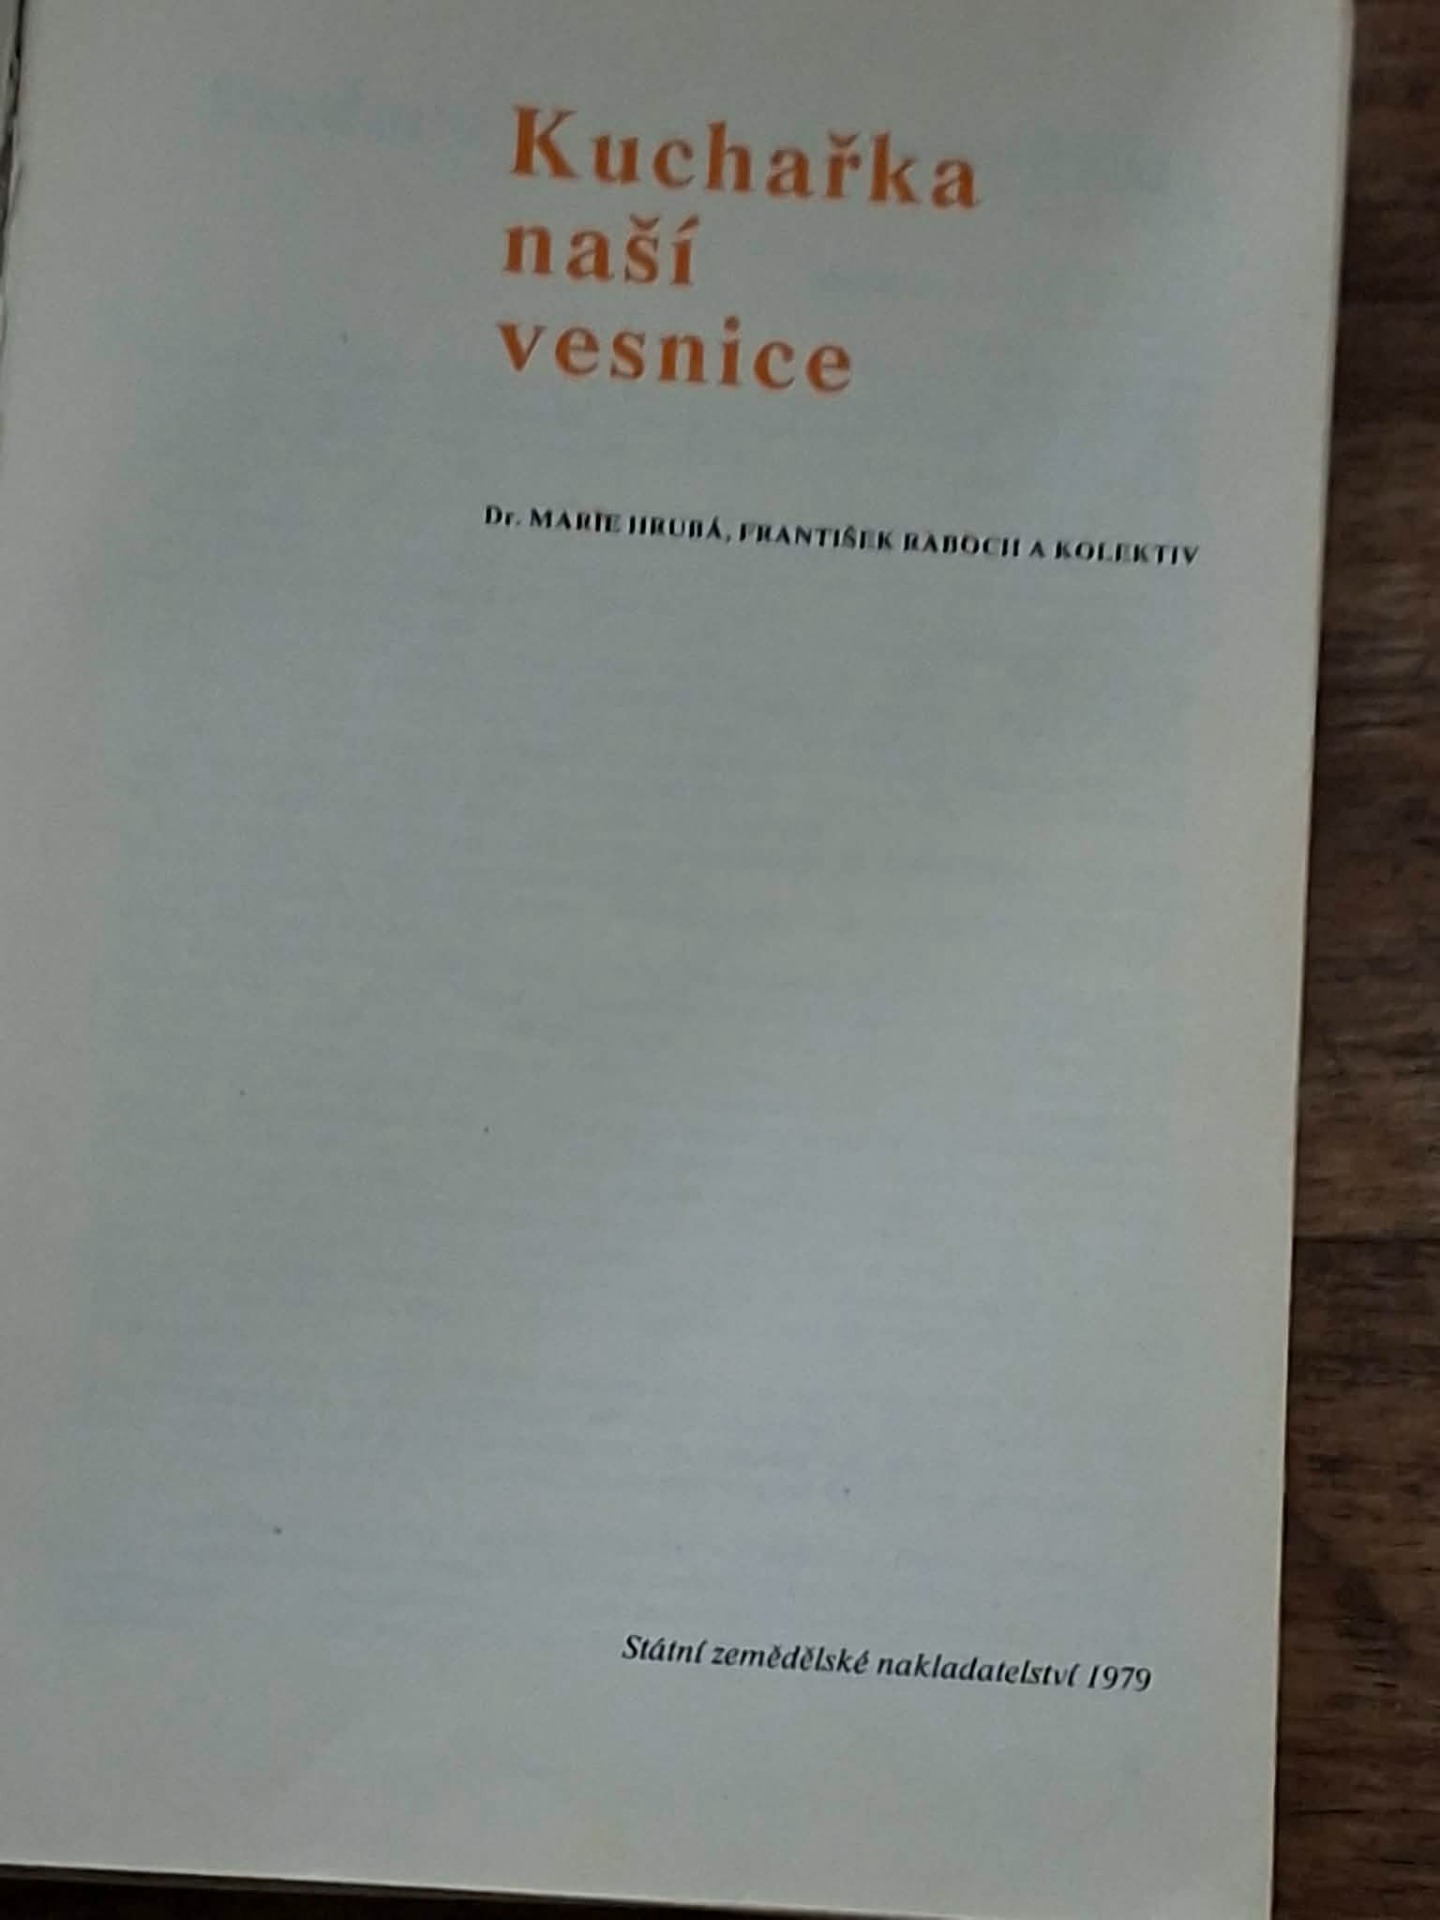 Kuchařka
naší
vesnice
Dr. MARIE HRUBÁ, FRANTIŠEK RABOCH A KOLEKTIV
Státní zemědělské nakladatelství 1979